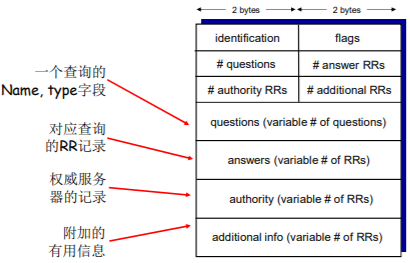 2 bytes 2 bytes
identification flags
# questions # answer RRs
# authority RRs # additional RRs
一个查询的
Name, type字段
questions (variable # of questions)
对应查询
的RR记录
answers (variable # of RRs)
权威服务
器的记录
authority (variable # of RRs)
附加的
有用信息
additional info (variable # of RRs)